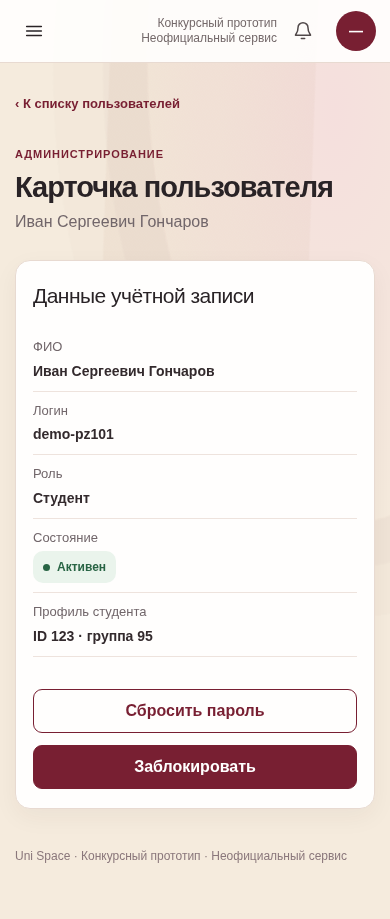 Конкурсный прототип
Неофициальный сервис
—
‹ К списку пользователей
АДМИНИСТРИРОВАНИЕ
Карточка пользователя
Иван Сергеевич Гончаров
Данные учётной записи
ФИО
Иван Сергеевич Гончаров
Логин
demo-pz101
Роль
Студент
Состояние
Активен
Профиль студента
ID 123 · группа 95
Сбросить пароль
Заблокировать
Uni Space · Конкурсный прототип · Неофициальный сервис